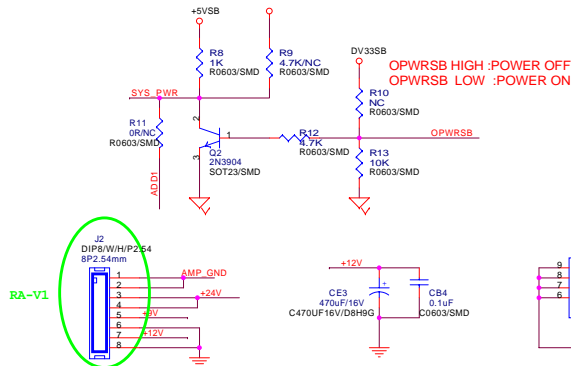 +5VSB
R8
1K
R0603/SMD
R9
4.7K/NC
R0603/SMD
DV33SB
OPWRSB HIGH :POWER OFF
OPWRSB LOW :POWER ON
SYS_PWR
R10
NC
R0603/SMD
R11
0R/NC
R0603/SMD
2
1
3
Q2
2N3904
SOT23/SMD
R12
4.7K
R0603/SMD
OPWRSB
R13
10K
R0603/SMD
ADD1
J2
DIP8/W/H/P2.54
8P2.54mm
RA-V1
1
2
3
4
5
6
7
8
AMP_GND
+24V
+9V
+12V
+12V
+
CE3
470uF/16V
C470UF16V/D8H9G
CB4
0.1uF
C0603/SMD
9
8
7
6